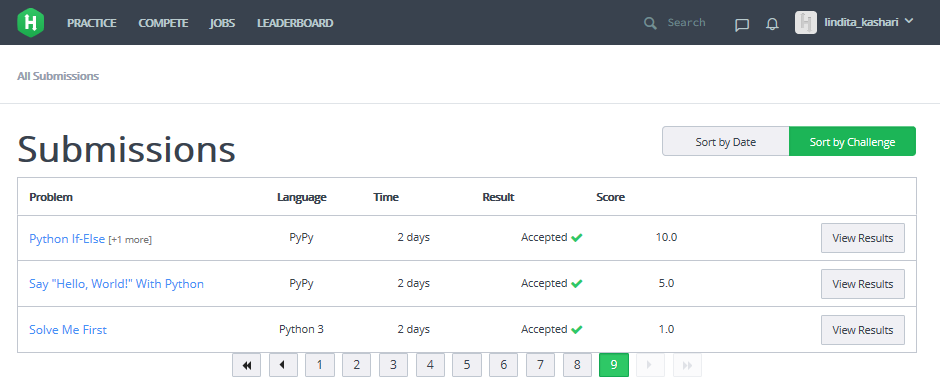 H PRACTICE COMPETE JOBS LEADERBOARD Search lindita_kashari
All Submissions
Submissions
Sort by Date Sort by Challenge
Problem Language Time Result Score
Python If-Else [+1 more] PyPy 2 days Accepted 10.0 View Results
Say "Hello, World!" With Python PyPy 2 days Accepted 5.0 View Results
Solve Me First Python 3 2 days Accepted 1.0 View Results
1 2 3 4 5 6 7 8 9